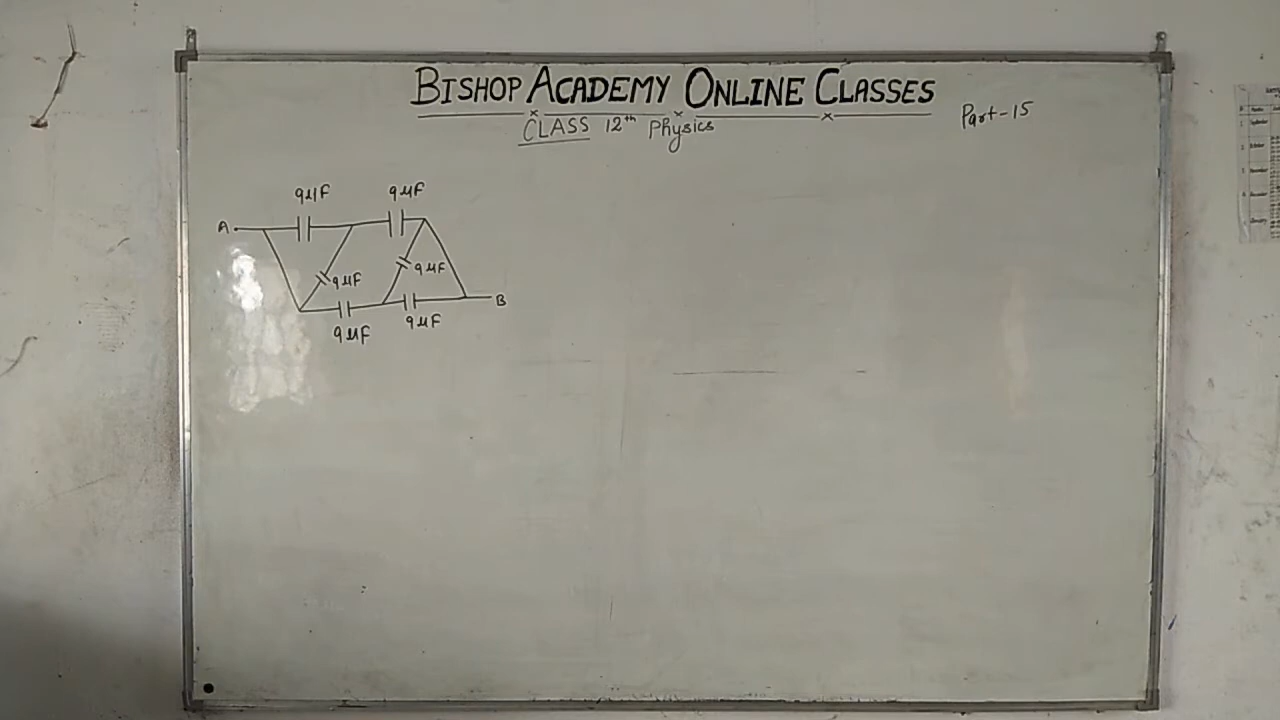 BISHOP ACADEMY ONLINE CLASSES
CLASS 12th Physics
Part-15
9μF 9μF
A
9μF 9μF
B
9μF 9μF